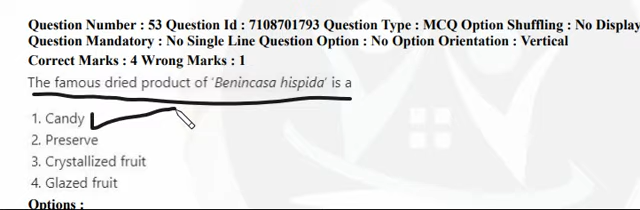 Question Number : 53 Question Id : 7108701793 Question Type : MCQ Option Shuffling : No Display
Question Mandatory : No Single Line Question Option : No Option Orientation : Vertical
Correct Marks : 4 Wrong Marks : 1
The famous dried product of 'Benincasa hispida' is a
1. Candy
2. Preserve
3. Crystallized fruit
4. Glazed fruit
Options :